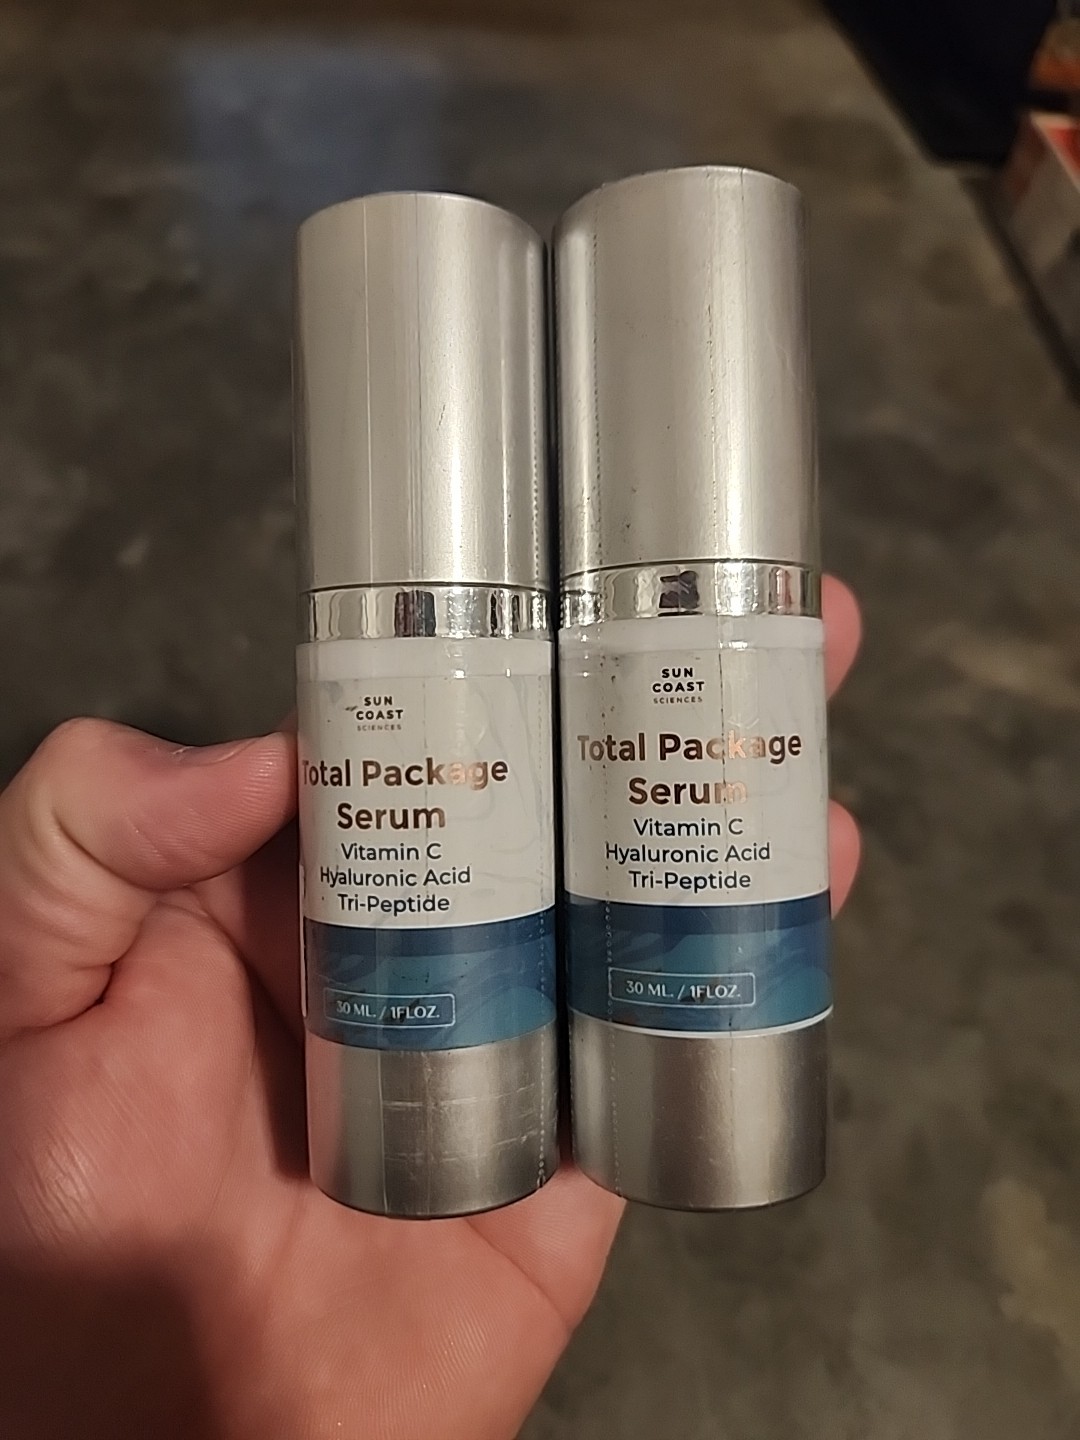 SUN
COAST
SCIENCES
Total Package
Serum
Vitamin C
Hyaluronic Acid
Tri-Peptide
30 ML. / 1FLOZ.
SUN
COAST
SCIENCES
Total Package
Serum
Vitamin C
Hyaluronic Acid
Tri-Peptide
30 ML. / 1FLOZ.